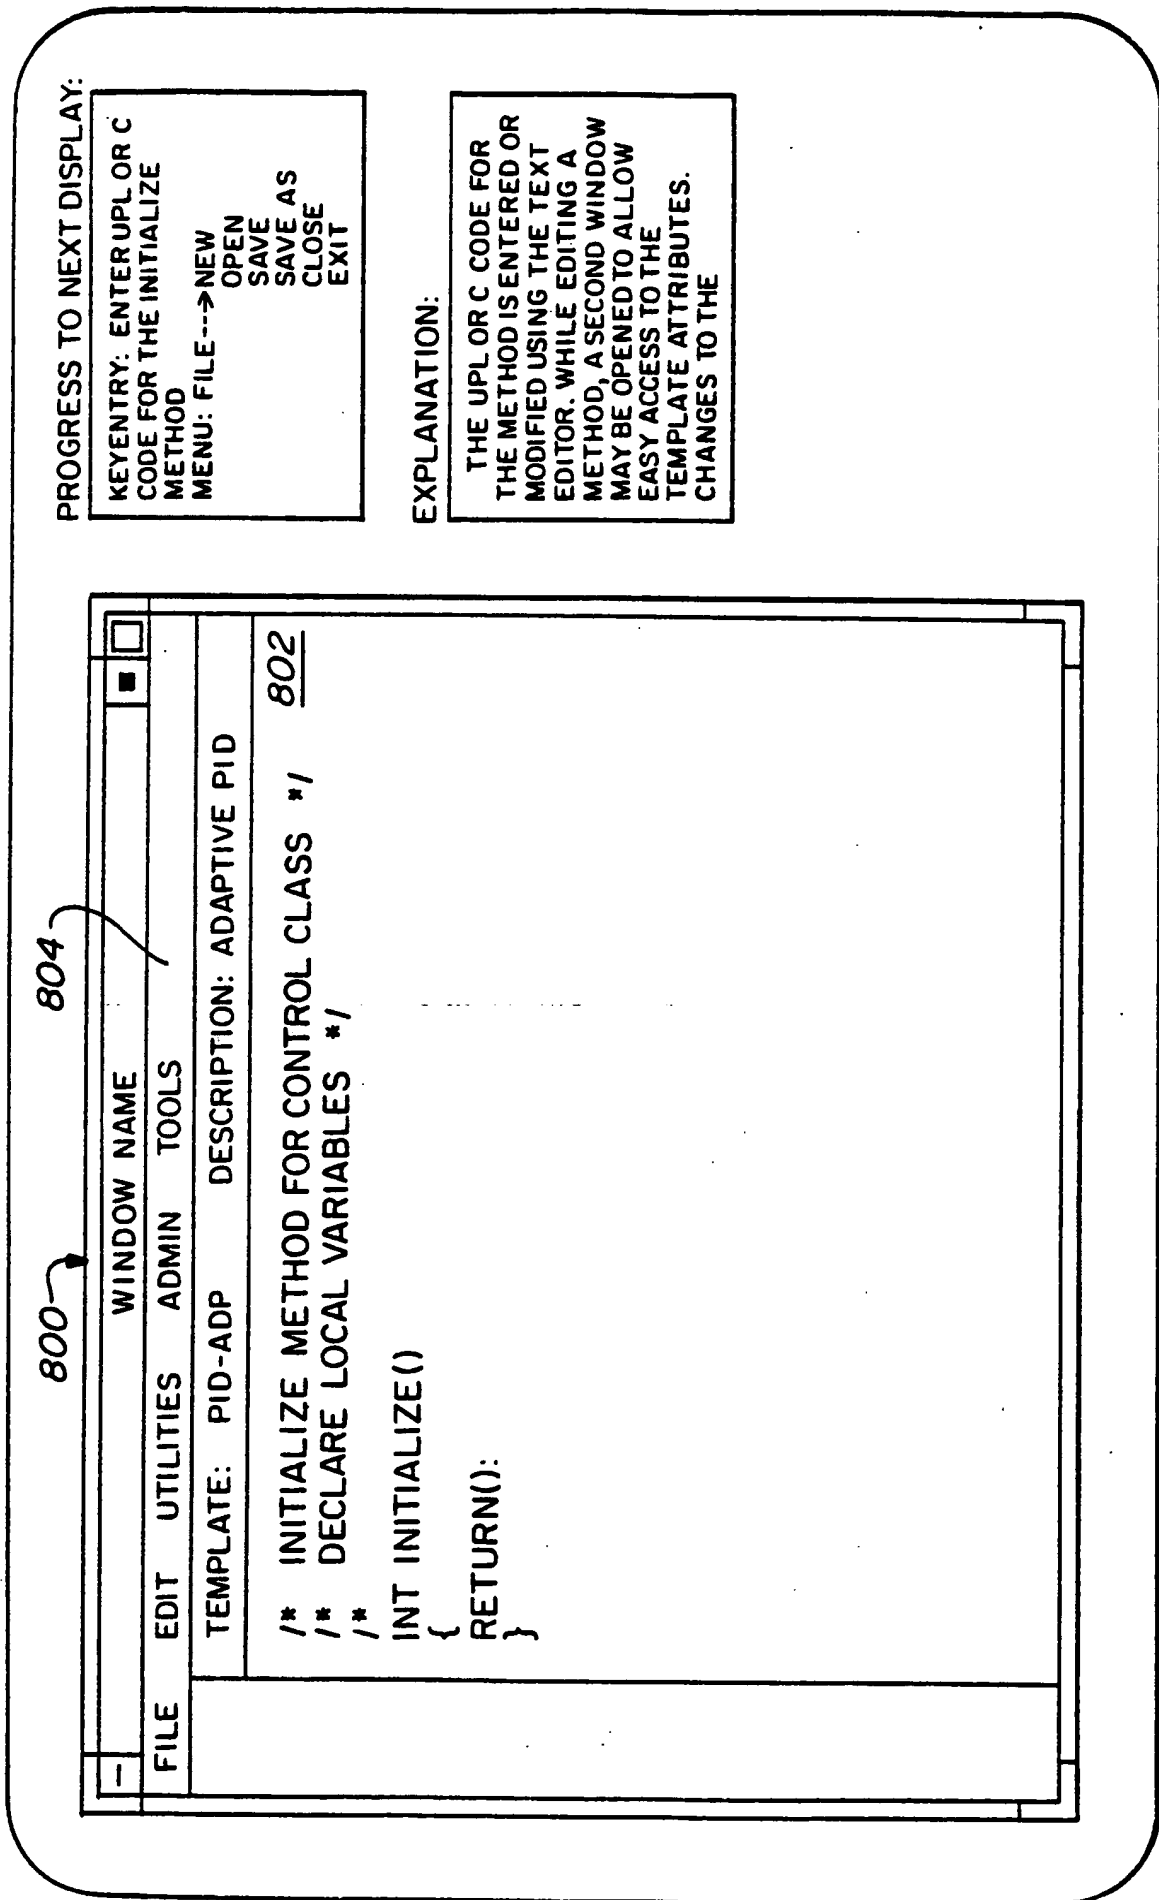 800
804
WINDOW NAME
FILE EDIT UTILITIES ADMIN TOOLS
TEMPLATE: PID-ADP DESCRIPTION: ADAPTIVE PID
802
/* INITIALIZE METHOD FOR CONTROL CLASS */
/* DECLARE LOCAL VARIABLES */
/*
INT INITIALIZE()
{
RETURN():
}
PROGRESS TO NEXT DISPLAY:
KEYENTRY: ENTER UPL OR C
CODE FOR THE INITIALIZE
METHOD
MENU: FILE--->NEW
OPEN
SAVE
SAVE AS
CLOSE
EXIT
EXPLANATION:
THE UPL OR C CODE FOR
THE METHOD IS ENTERED OR
MODIFIED USING THE TEXT
EDITOR. WHILE EDITING A
METHOD, A SECOND WINDOW
MAY BE OPENED TO ALLOW
EASY ACCESS TO THE
TEMPLATE ATTRIBUTES.
CHANGES TO THE